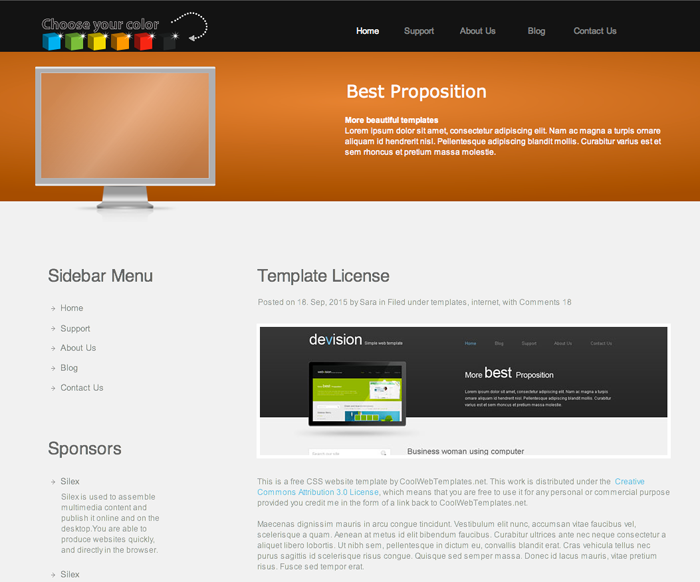 Choose your color
Home Support About Us Blog Contact Us
Best Proposition
More beautiful templates
Lorem ipsum dolor sit amet, consectetur adipiscing elit. Nam ac magna a turpis ornare
aliquam id hendrerit nisl. Pellentesque adipiscing blandit mollis. Curabitur varius est et
sem rhoncus et pretium massa molestie.
Sidebar Menu
Home
Support
About Us
Blog
Contact Us
Sponsors
Silex
Silex is used to assemble
multimedia content and
publish it online and on the
desktop.You are able to
produce websites quickly,
and directly in the browser.
Silex
Template License
Posted on 18. Sep, 2015 by Sara in Filed under templates, internet, with Comments 18
devision Simple web template
Home Blog Support About Us Contact Us
More best Proposition
Lorem ipsum dolor sit amet, consectetur adipiscing elit. Nam ac magna a turpis ornare
aliquam id hendrerit nisl. Pellentesque adipiscing blandit mollis. Curabitur
varius est et sem rhoncus et pretium massa molestie.
Business woman using computer
This is a free CSS website template by CoolWebTemplates.net. This work is distributed under the Creative
Commons Attribution 3.0 License, which means that you are free to use it for any personal or commercial purpose
provided you credit me in the form of a link back to CoolWebTemplates.net.
Maecenas dignissim mauris in arcu congue tincidunt. Vestibulum elit nunc, accumsan vitae faucibus vel,
scelerisque a quam. Aenean at metus id elit bibendum faucibus. Curabitur ultrices ante nec neque consectetur a
aliquet libero lobortis. Ut nibh sem, pellentesque in dictum eu, convallis blandit erat. Cras vehicula tellus nec
purus sagittis id scelerisque risus congue. Quisque sed semper massa. Donec id lacus mauris, vitae pretium
risus. Fusce sed tempor erat.